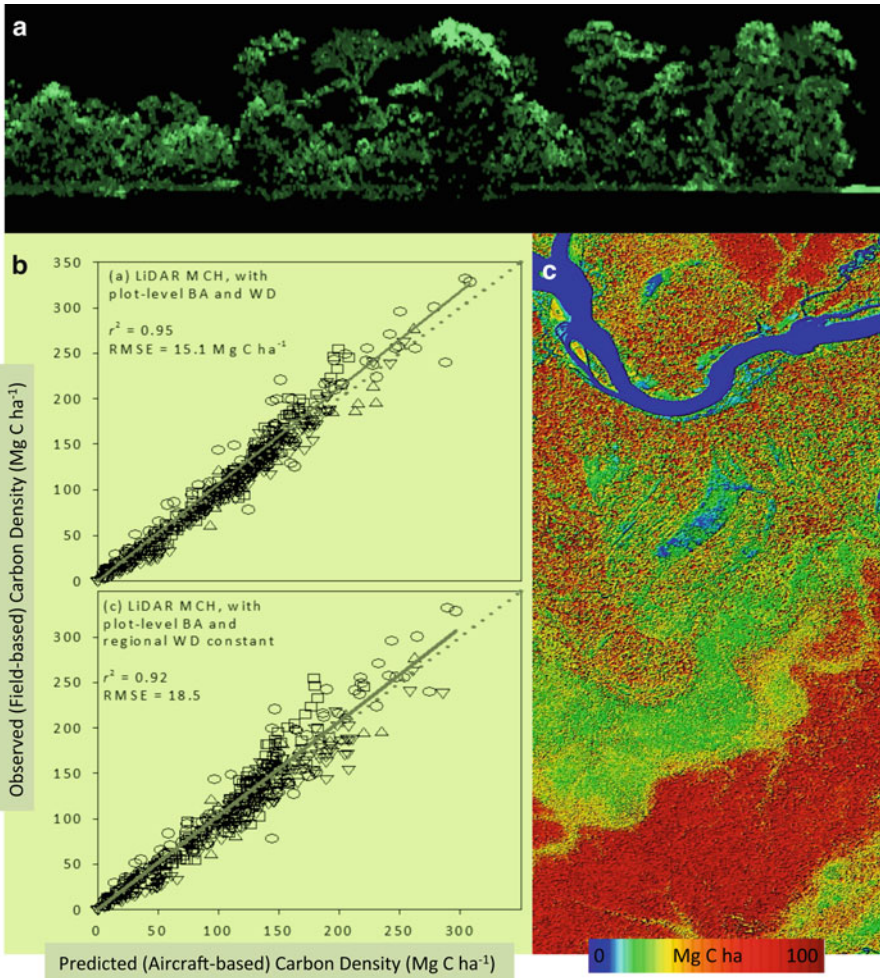 a
b
c
350
300
250
200
150
100
50
0
(a) LiDAR MCH, with
plot-level BA and WD
r² = 0.95
RMSE = 15.1 Mg C ha⁻¹
300
250
200
150
100
50
0
(c) LiDAR MCH, with
plot-level BA and
regional WD constant
r² = 0.92
RMSE = 18.5
0 50 100 150 200 250 300
Observed (Field-based) Carbon Density (Mg C ha⁻¹)
Predicted (Aircraft-based) Carbon Density (Mg C ha⁻¹)
0 Mg C ha 100